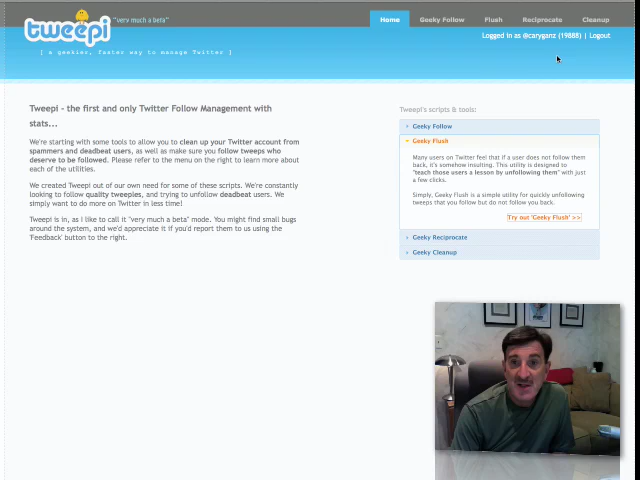 tweepi "very much a beta"
[ a geekier, faster way to manage Twitter ]
Home Geeky Follow Flush Reciprocate Cleanup
Logged in as @caryganz (19888) | Logout
Tweepi - the first and only Twitter Follow Management with
stats...
We're starting with some tools to allow you to clean up your Twitter account from
spammers and deadbeat users, as well as make sure you follow tweeps who
deserve to be followed. Please refer to the menu on the right to learn more about
each of the utilities.
We created Tweepi out of our own need for some of these scripts. We're constantly
looking to follow quality tweepies, and trying to unfollow deadbeat users. We
simply want to do more on Twitter in less time!
Tweepi is in, as I like to call it "very much a beta" mode. You might find small bugs
around the system, and we'd appreciate it if you'd report them to us using the
'Feedback' button to the right.
Tweepi's scripts & tools:
Geeky Follow
Geeky Flush
Many users on Twitter feel that if a user does not follow them
back, it's somehow insulting. This utility is designed to
"teach those users a lesson by unfollowing them" with just
a few clicks.
Simply, Geeky Flush is a simple utility for quickly unfollowing
tweeps that you follow but do not follow you back.
Try out 'Geeky Flush' >>
Geeky Reciprocate
Geeky Cleanup